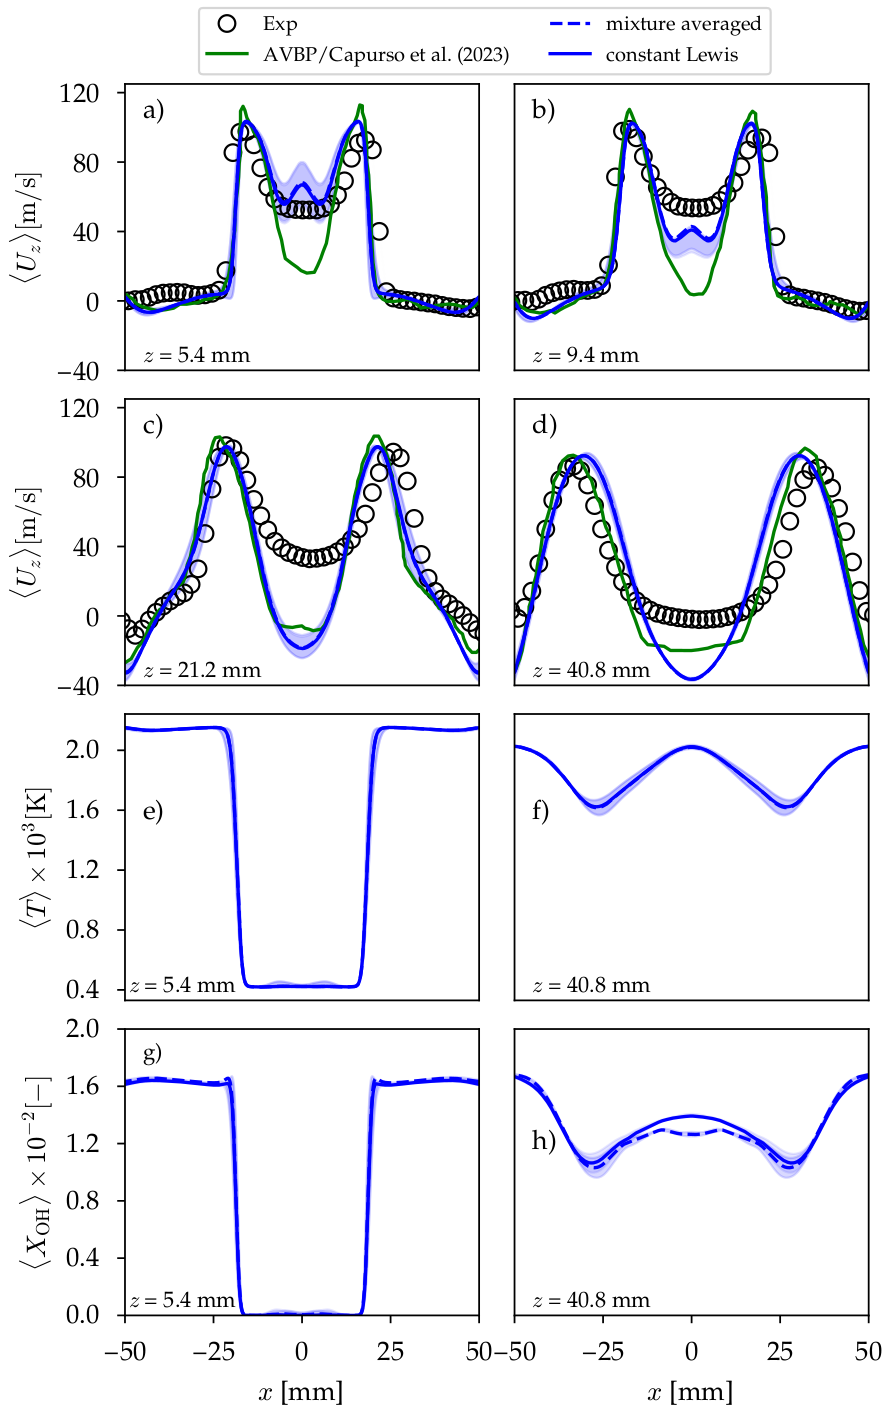 Exp
AVBP/Capurso et al. (2023)
mixture averaged
constant Lewis
a)
b)
120
80
40
0
−40
⟨U_z⟩[m/s]
z = 5.4 mm
z = 9.4 mm
c)
d)
120
80
40
0
−40
⟨U_z⟩[m/s]
z = 21.2 mm
z = 40.8 mm
e)
f)
2.0
1.6
1.2
0.8
0.4
⟨T⟩ × 10³[K]
z = 5.4 mm
z = 40.8 mm
g)
h)
2.0
1.6
1.2
0.8
0.4
0.0
⟨X_OH⟩ × 10⁻²[−]
z = 5.4 mm
z = 40.8 mm
−50 −25 0 25 50
−50 −25 0 25 50
x [mm]
x [mm]